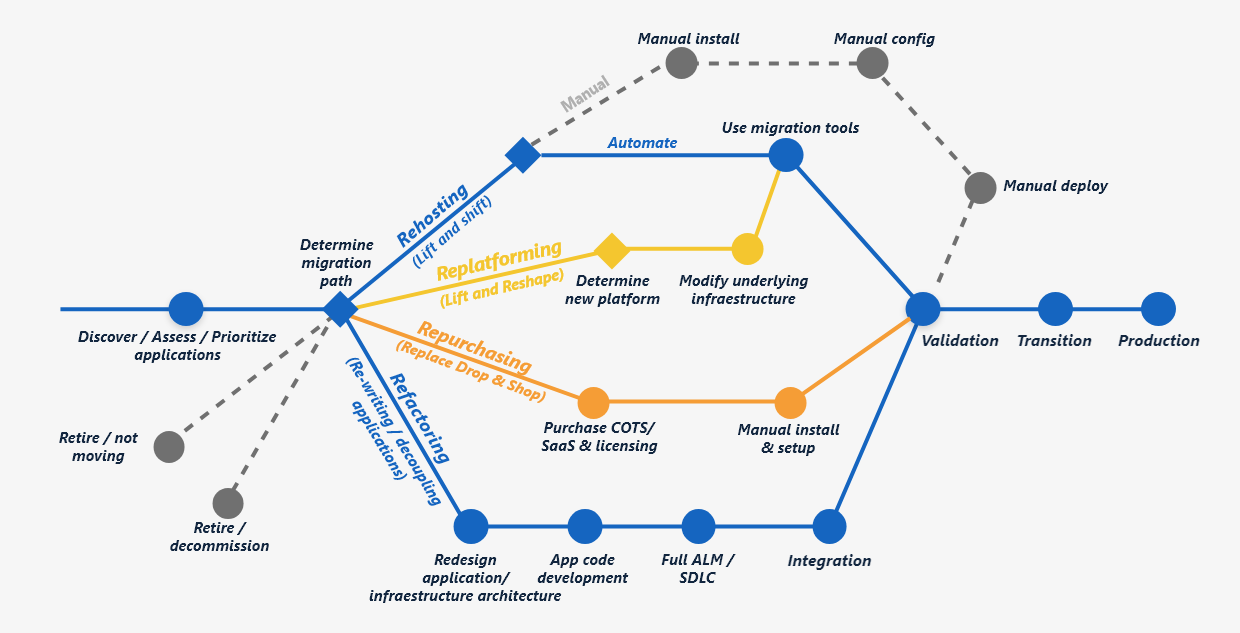 Manual install
Manual config
Manual
Use migration tools
Automate
Manual deploy
Rehosting
(Lift and shift)
Determine
migration
path
Replatforming
(Lift and Reshape)
Determine
new platform
Modify underlying
infraestructure
Discover / Assess / Prioritize
applications
Validation
Transition
Production
Repurchasing
(Replace Drop & Shop)
Refactoring
(Re-writing / decoupling
applications)
Purchase COTS/
SaaS & licensing
Manual install
& setup
Retire / not
moving
Retire /
decommission
Redesign
application/
infraestructure architecture
App code
development
Full ALM /
SDLC
Integration